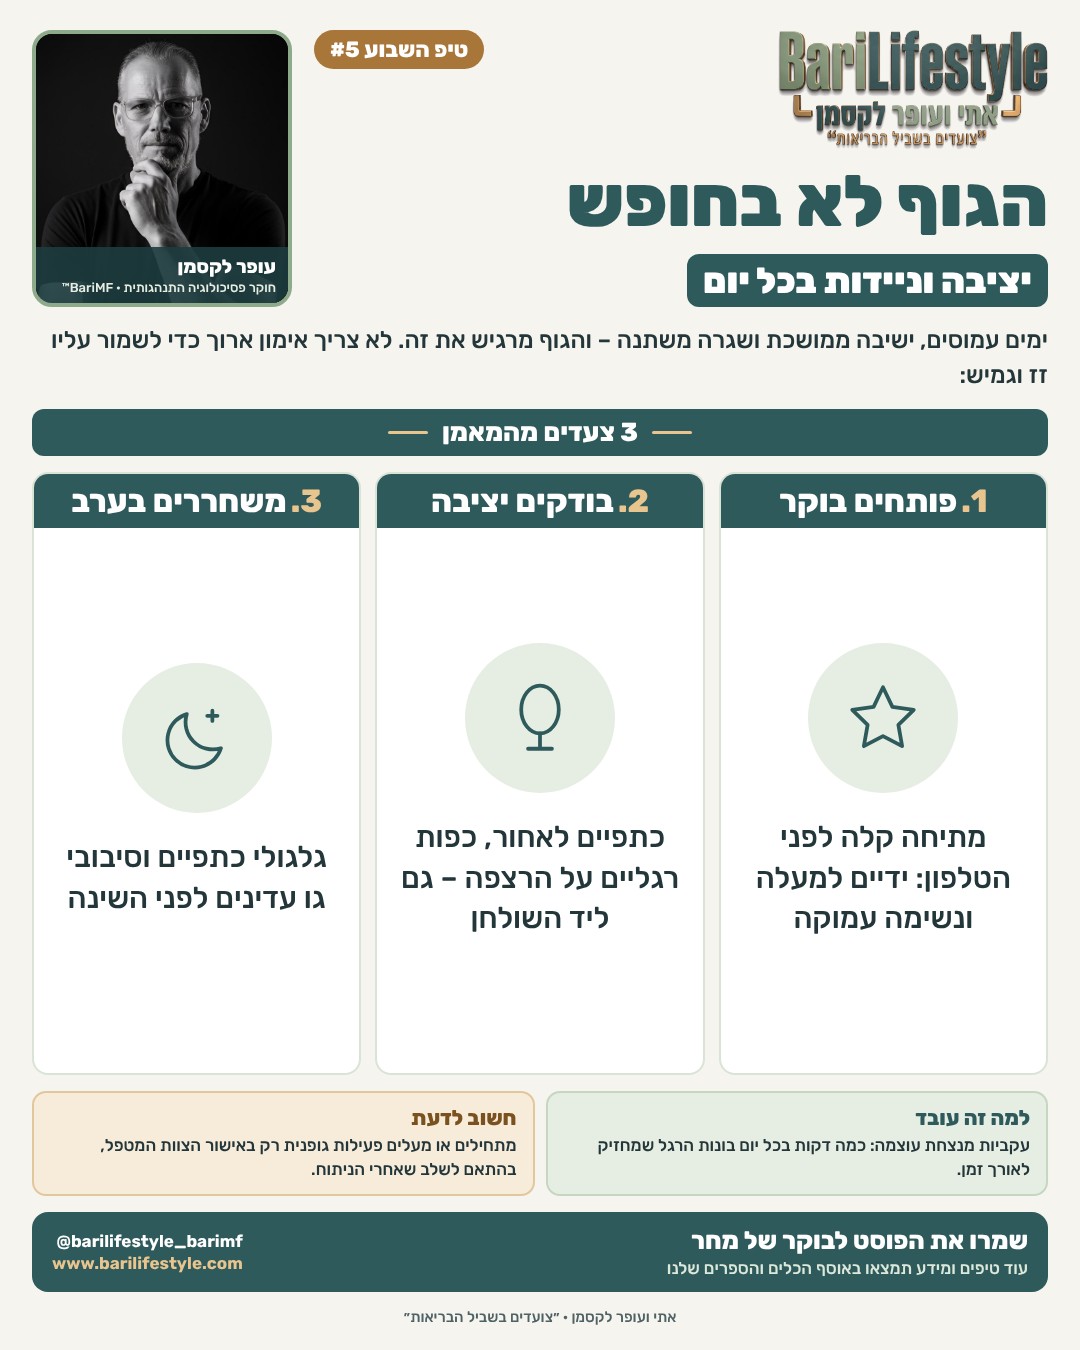 BariLifestyle
אתי ועופר לקסמן
"צועדים בשביל הבריאות"
טיפ השבוע #5
עופר לקסמן
חוקר פסיכולוגיה התנהגותית • BariMF™
הגוף לא בחופש
יציבה וניידות בכל יום
ימים עמוסים, ישיבה ממושכת ושגרה משתנה – והגוף מרגיש את זה. לא צריך אימון ארוך כדי לשמור עליו
זז וגמיש:
3 צעדים מהמאמן
1. פותחים בוקר
מתיחה קלה לפני
הטלפון: ידיים למעלה
ונשימה עמוקה
2. בודקים יציבה
כתפיים לאחור, כפות
רגליים על הרצפה – גם
ליד השולחן
3. משחררים בערב
גלגולי כתפיים וסיבובי
גו עדינים לפני השינה
למה זה עובד
עקביות מנצחת עוצמה: כמה דקות בכל יום בונות הרגל שמחזיק
לאורך זמן.
חשוב לדעת
מתחילים או מעלים פעילות גופנית רק באישור הצוות המטפל,
בהתאם לשלב שאחרי הניתוח.
שמרו את הפוסט לבוקר של מחר
עוד טיפים ומידע תמצאו באוסף הכלים והספרים שלנו
@barilifestyle_barimf
www.barilifestyle.com
אתי ועופר לקסמן • "צועדים בשביל הבריאות"